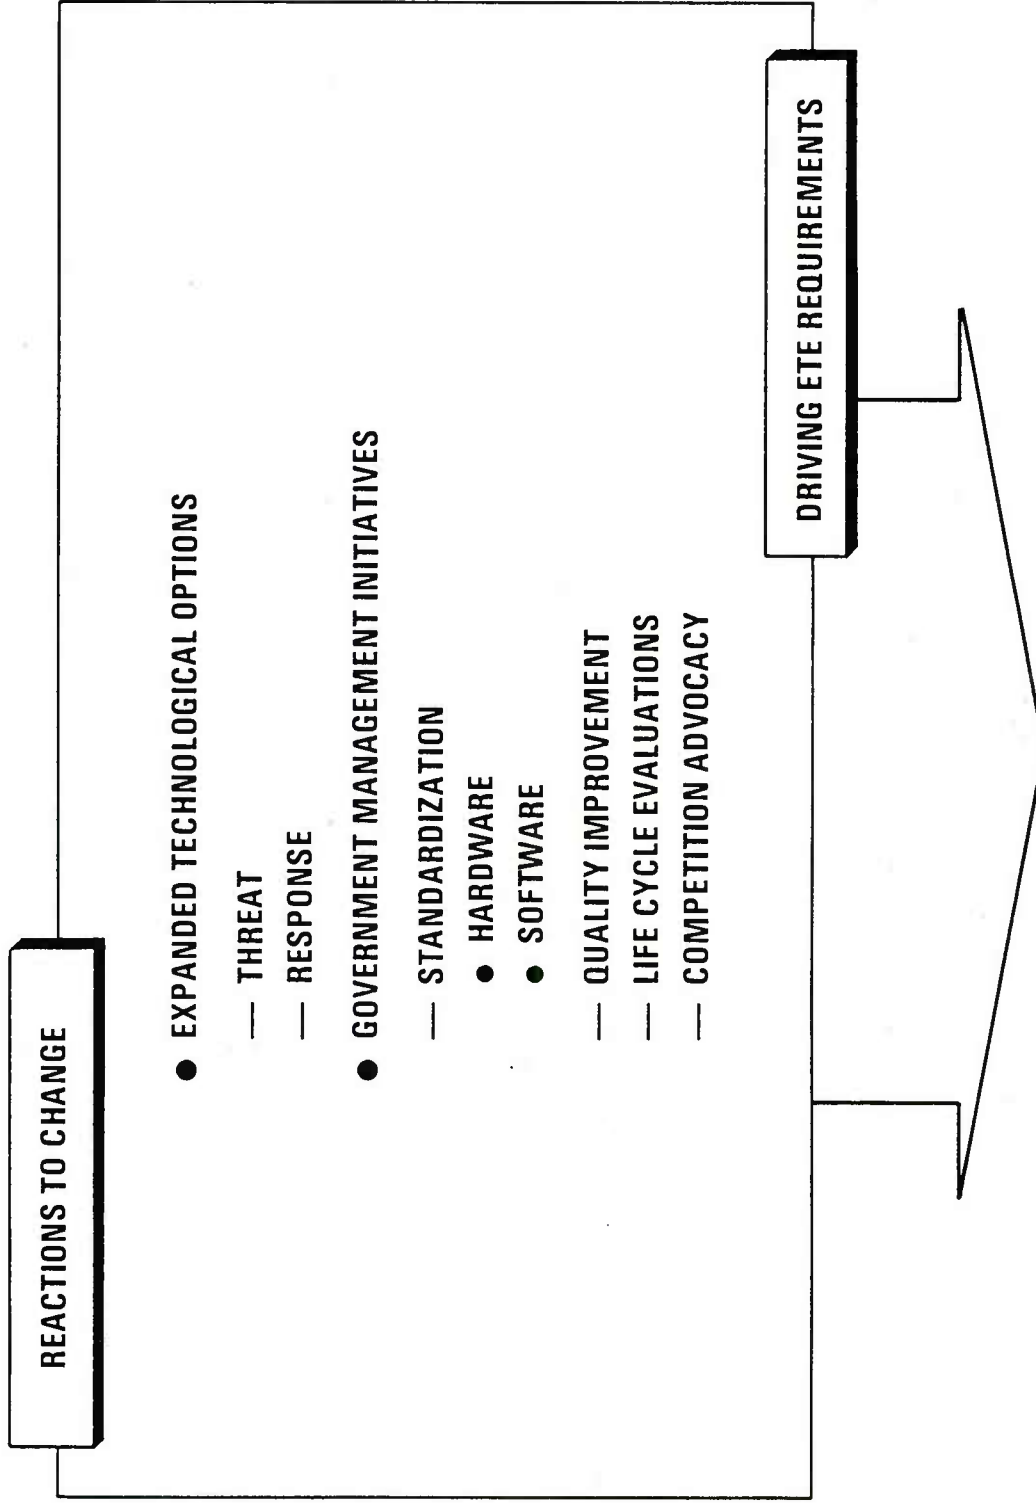 REACTIONS TO CHANGE
● EXPANDED TECHNOLOGICAL OPTIONS
— THREAT
— RESPONSE
● GOVERNMENT MANAGEMENT INITIATIVES
— STANDARDIZATION
● HARDWARE
● SOFTWARE
— QUALITY IMPROVEMENT
— LIFE CYCLE EVALUATIONS
— COMPETITION ADVOCACY
DRIVING ETE REQUIREMENTS